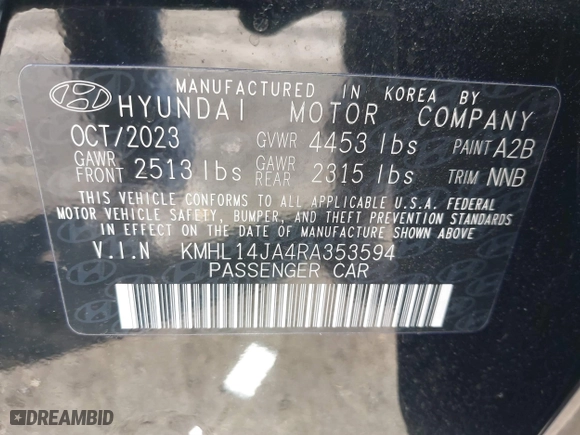 MANUFACTURED IN KOREA BY
HYUNDAI MOTOR COMPANY
OCT/2023 GVWR 4453 lbs PAINT A2B
GAWR FRONT 2513 lbs GAWR REAR 2315 lbs TRIM NNB
THIS VEHICLE CONFORMS TO ALL APPLICABLE U.S.A. FEDERAL
MOTOR VEHICLE SAFETY, BUMPER, AND THEFT PREVENTION STANDARDS
IN EFFECT ON THE DATE OF MANUFACTURE SHOWN ABOVE.
V.I.N KMHL14JA4RA353594
PASSENGER CAR
DREAMBID